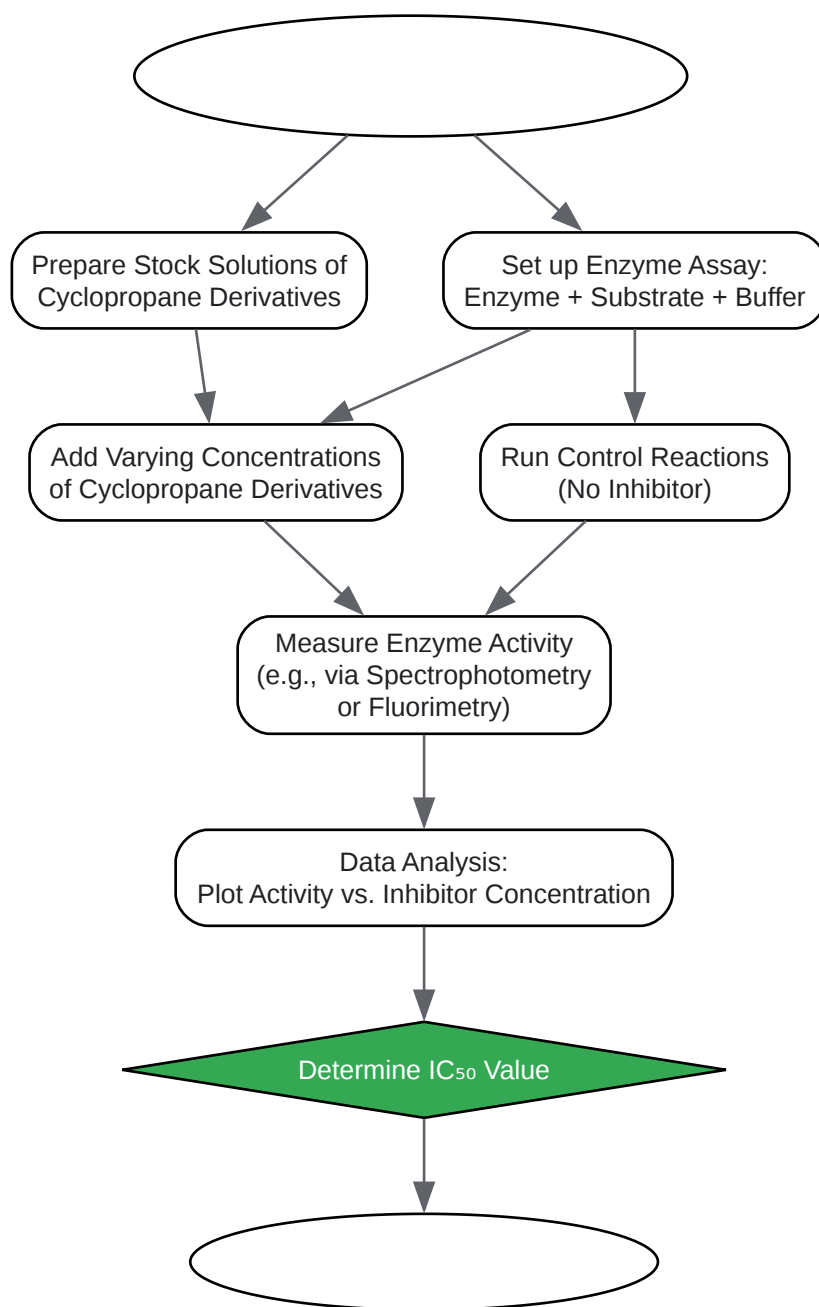 Prepare Stock Solutions of
Cyclopropane Derivatives
Set up Enzyme Assay:
Enzyme + Substrate + Buffer
Add Varying Concentrations
of Cyclopropane Derivatives
Run Control Reactions
(No Inhibitor)
Measure Enzyme Activity
(e.g., via Spectrophotometry
or Fluorimetry)
Data Analysis:
Plot Activity vs. Inhibitor Concentration
Determine IC₅₀ Value